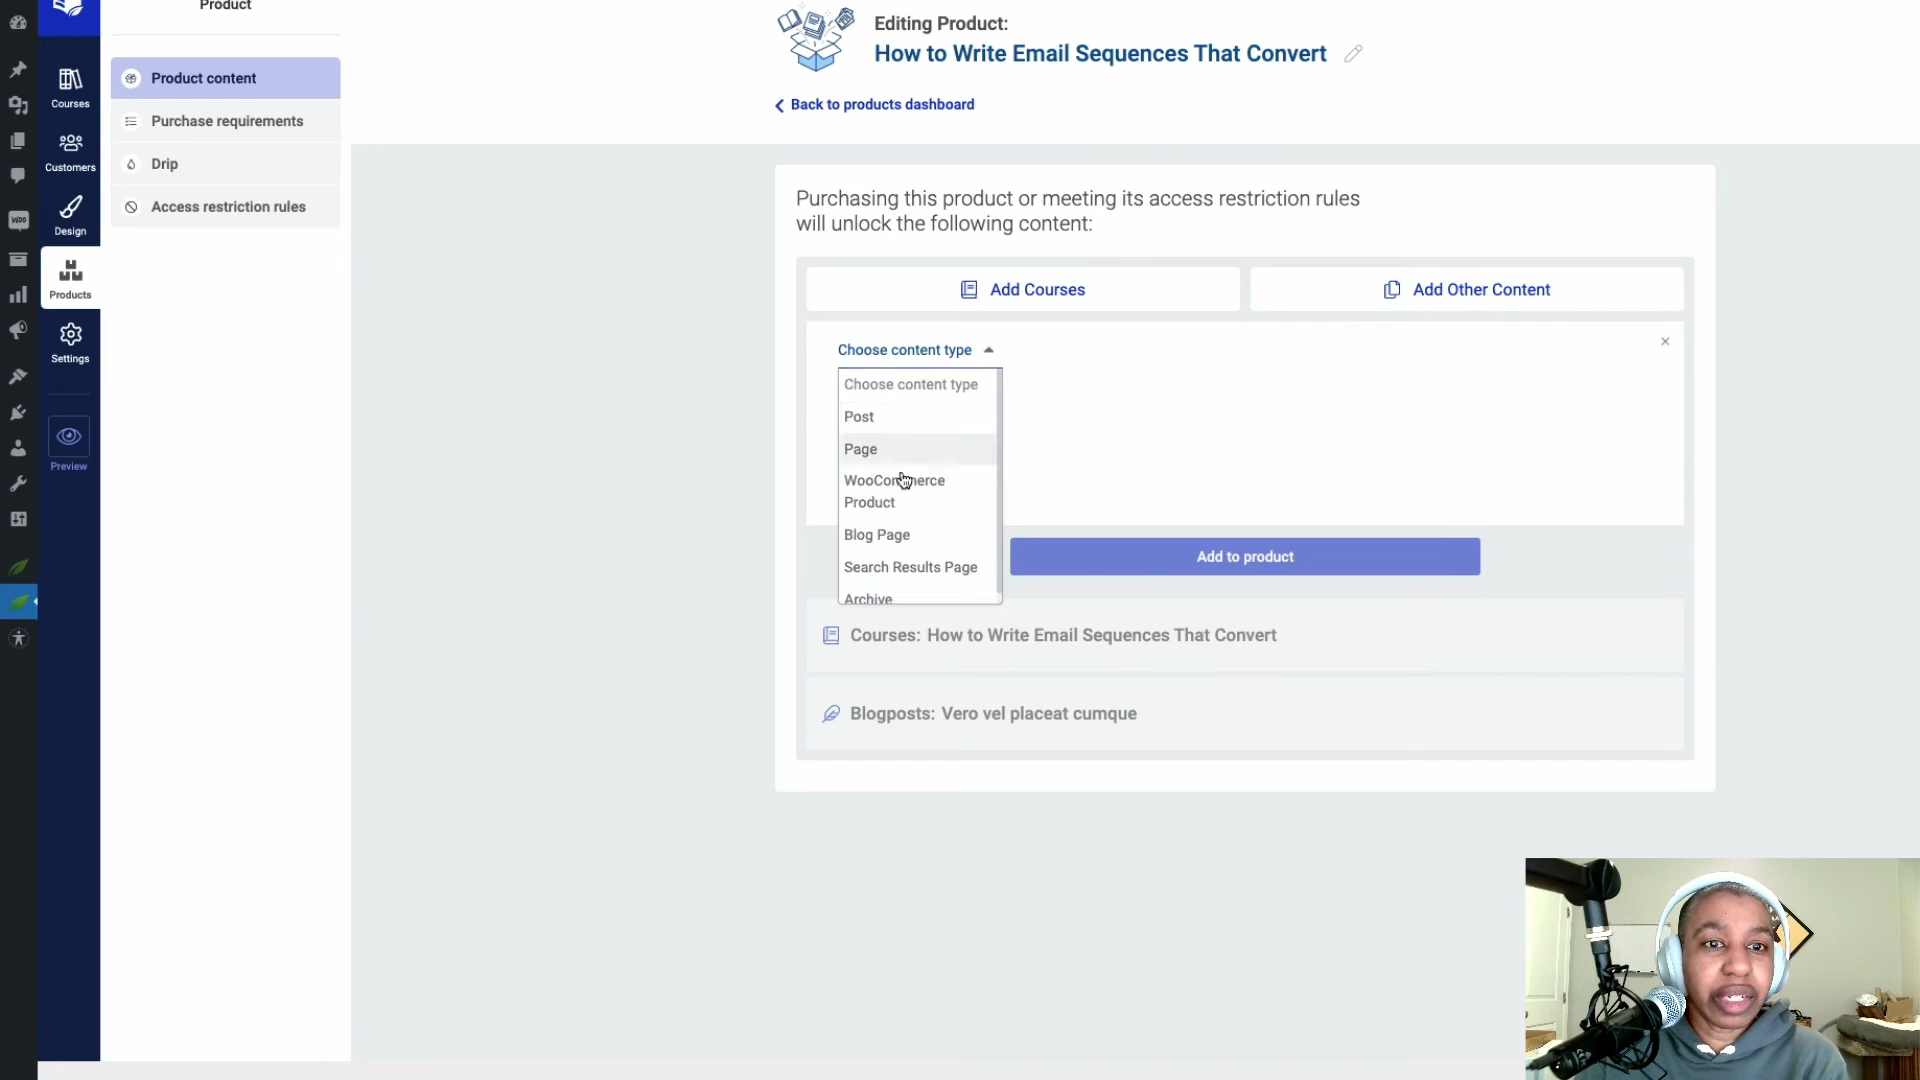 Product
Editing Product:
How to Write Email Sequences That Convert
Back to products dashboard
Courses
Customers
Design
Products
Settings
Preview
Product content
Purchase requirements
Drip
Access restriction rules
Purchasing this product or meeting its access restriction rules
will unlock the following content:
Add Courses
Add Other Content
Choose content type
Choose content type
Post
Page
WooCommerce
Product
Blog Page
Search Results Page
Archive
Add to product
Courses: How to Write Email Sequences That Convert
Blogposts: Vero vel placeat cumque